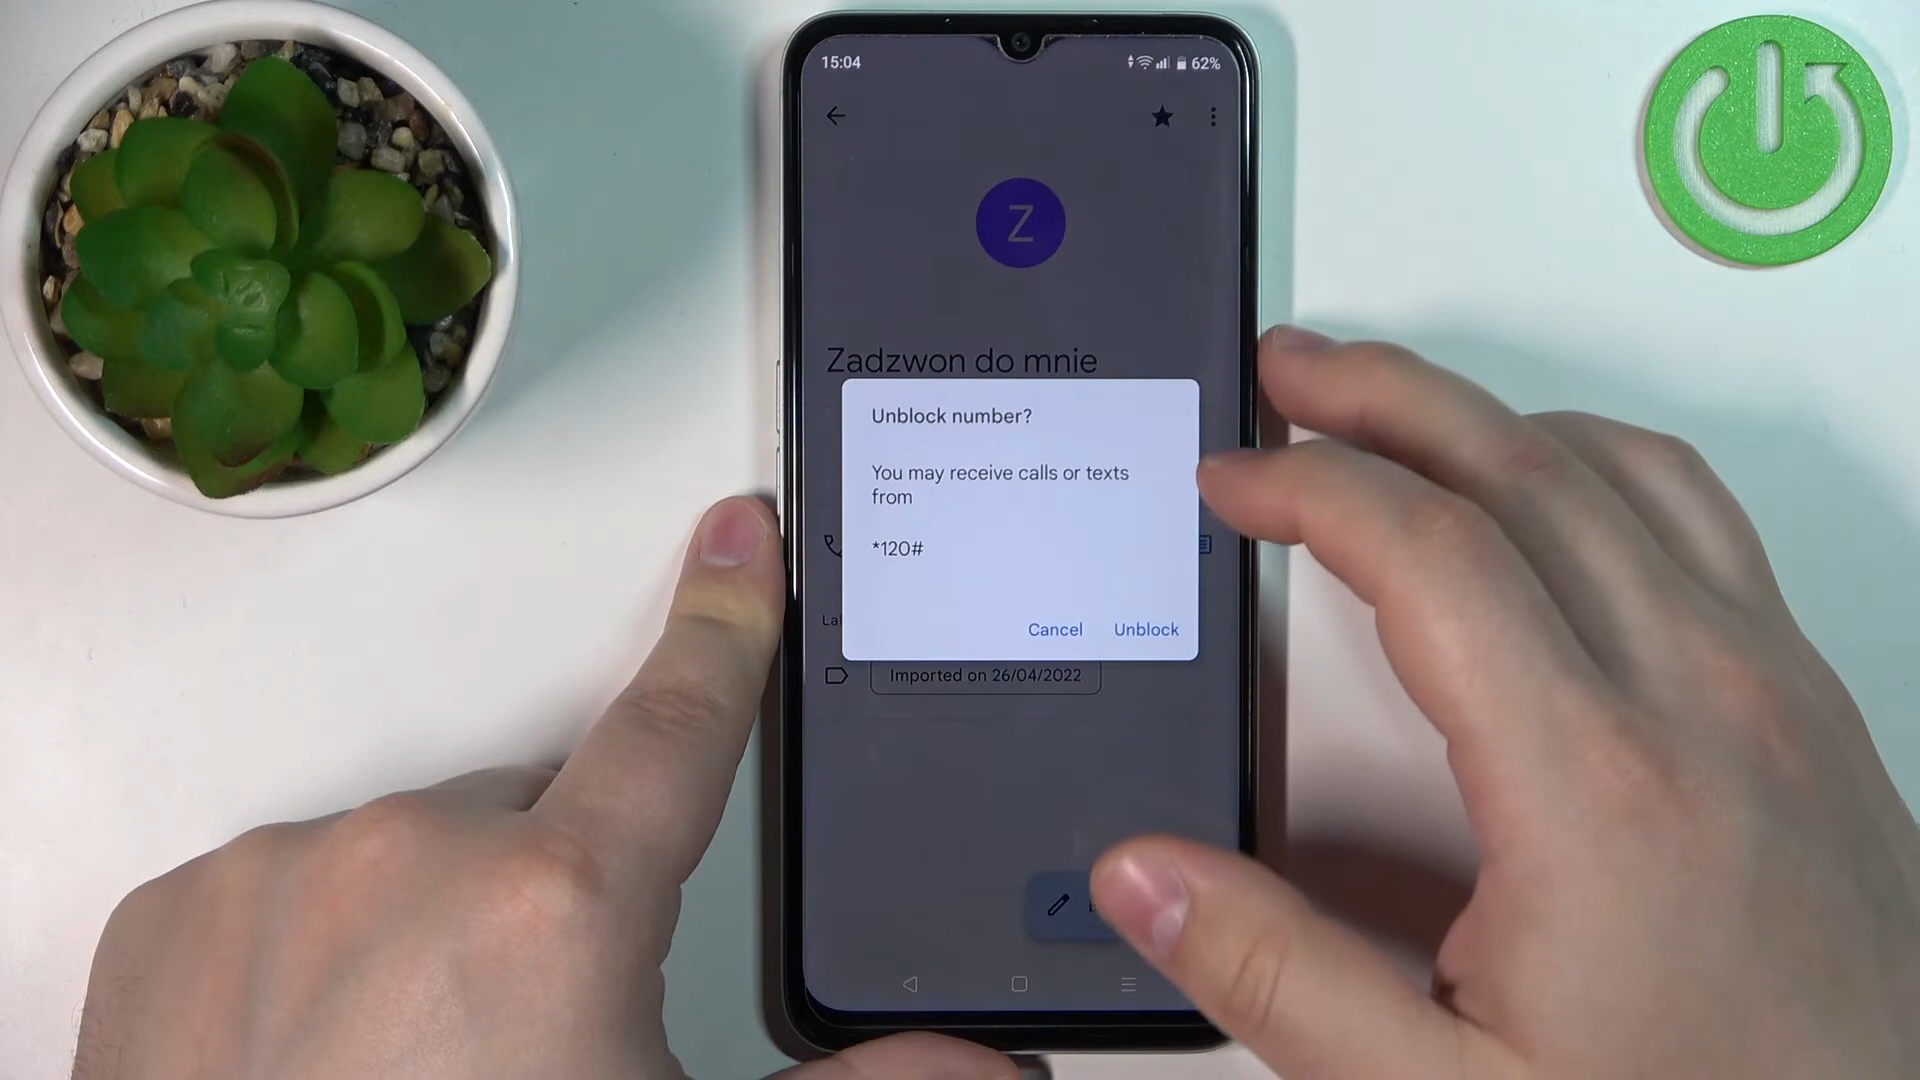 15:04
62%
Z
Zadzwon do mnie
Unblock number?
You may receive calls or texts
from
*120#
Cancel
Unblock
Imported on 26/04/2022